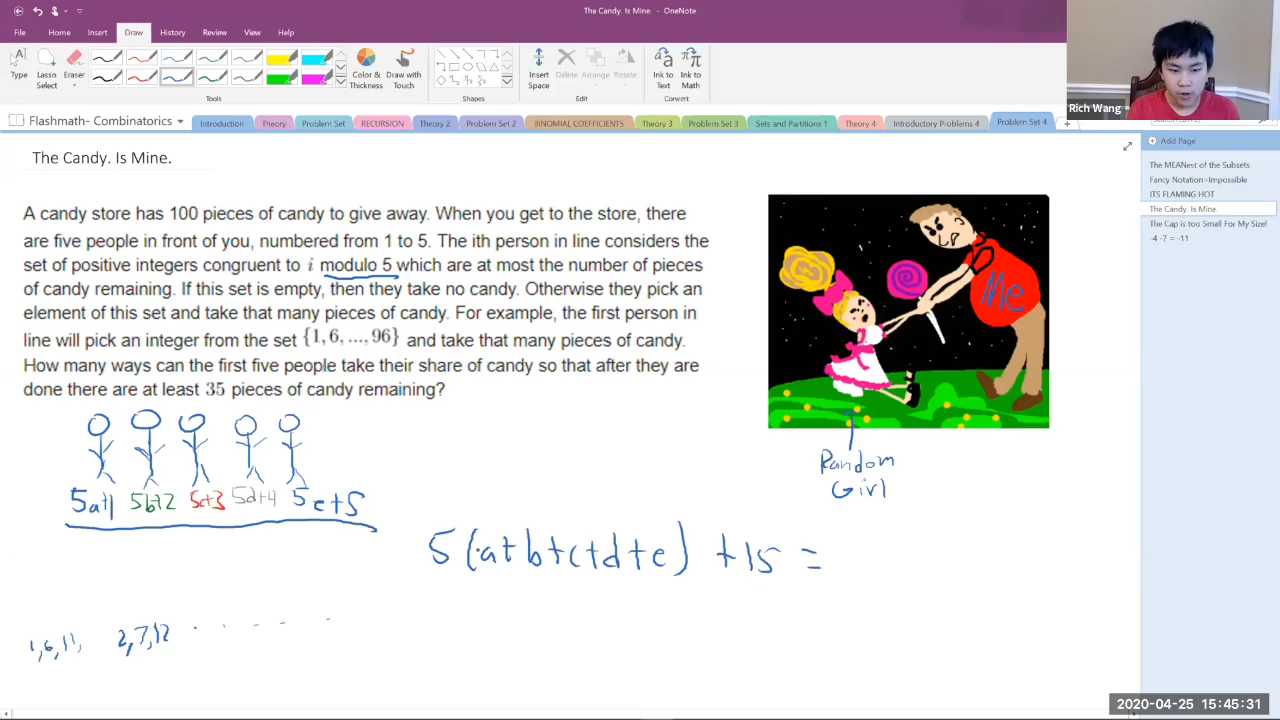 The Candy. Is Mine. - OneNote
File Home Insert Draw History Review View Help
Type
Lasso Select
Eraser
Color & Thickness
Draw with Touch
Insert Space
Delete
Arrange
Rotate
Ink to Text
Ink to Math
Tools
Shapes
Edit
Convert
Rich Wang
Flashmath- Combinatorics
Introduction Theory Problem Set RECURSION Theory 2 Problem Set 2 BINOMIAL COEFFICIENTS Theory 3 Problem Set 3 Sets and Partitions 1 Theory 4 Introductory Problems 4 Problem Set 4
Add Page
The MEANest of the Subsets
Fancy Notation=Impossible
ITS FLAMING HOT
The Candy. Is Mine.
The Cap is too Small For My Size!
-4 -7 = -11
The Candy. Is Mine.
A candy store has 100 pieces of candy to give away. When you get to the store, there
are five people in front of you, numbered from 1 to 5. The ith person in line considers the
set of positive integers congruent to i modulo 5 which are at most the number of pieces
of candy remaining. If this set is empty, then they take no candy. Otherwise they pick an
element of this set and take that many pieces of candy. For example, the first person in
line will pick an integer from the set {1, 6, ..., 96} and take that many pieces of candy.
How many ways can the first five people take their share of candy so that after they are
done there are at least 35 pieces of candy remaining?
Me
Random
Girl
5a+1 5b+2 5c+3 5d+4 5e+5
5(a+b+c+d+e) +15 =
1,6,11, 2,7,12
2020-04-25 15:45:31